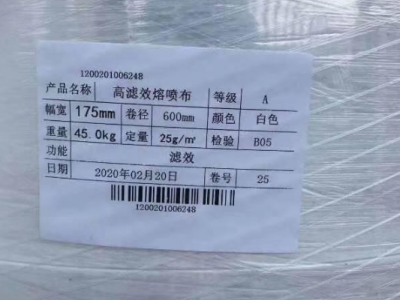 1200201006248
产品名称 高滤效熔喷布 等级 A
幅宽 175mm 卷径 600mm 颜色 白色
重量 45.0kg 定量 25g/㎡ 检验 B05
功能 滤效
日期 2020年02月20日 卷号 25
1200201006248